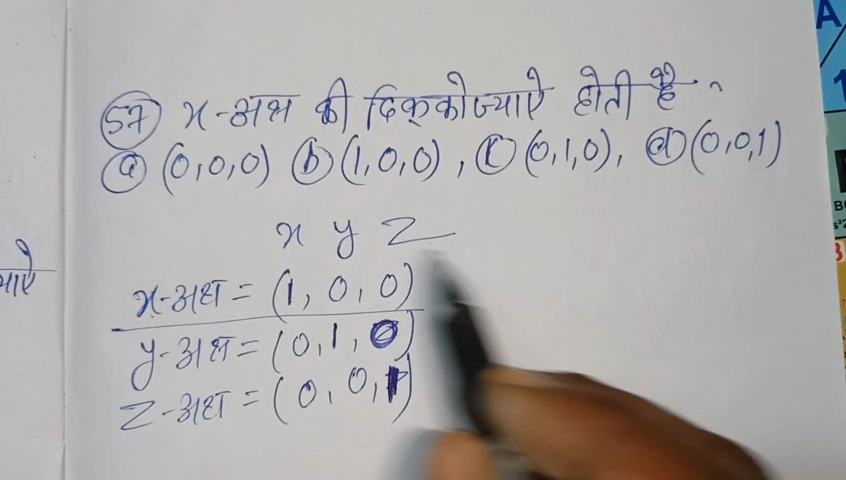 57 x-अक्ष की दिक्कोज्याऐ होती है ?
a (0,0,0) b (1,0,0) , c (0,1,0), d (0,0,1)
x y z
x-अक्ष = (1, 0, 0)
y-अक्ष = (0, 1, 0)
z-अक्ष = (0, 0, 1)
याऐ
A
1